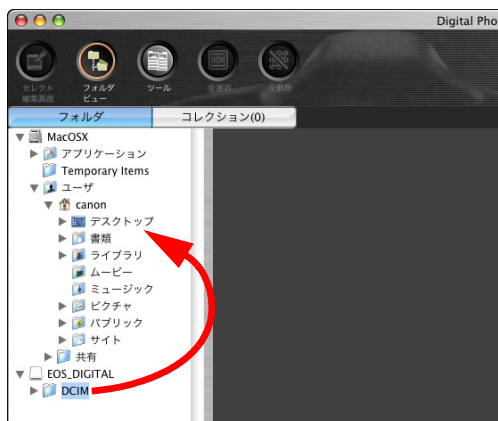 Digital Pho
セレクト編集画面
フォルダビュー
ツール
全選択
全解除
フォルダ
コレクション(0)
MacOSX
アプリケーション
Temporary Items
ユーザ
canon
デスクトップ
書類
ライブラリ
ムービー
ミュージック
ピクチャ
パブリック
サイト
共有
EOS_DIGITAL
DCIM